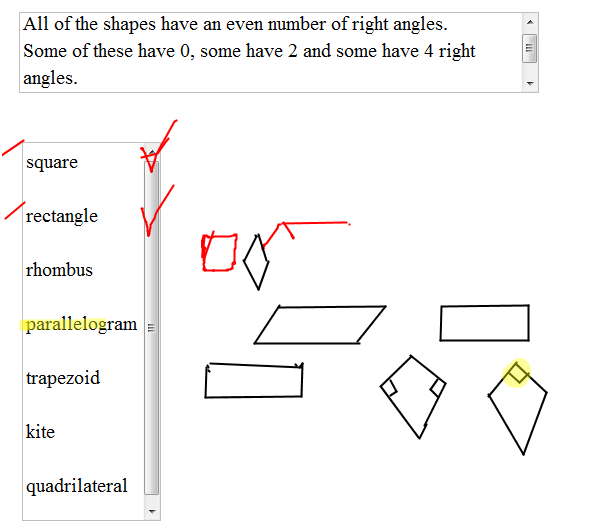 All of the shapes have an even number of right angles.
Some of these have 0, some have 2 and some have 4 right
angles.
square
rectangle
rhombus
parallelogram
trapezoid
kite
quadrilateral